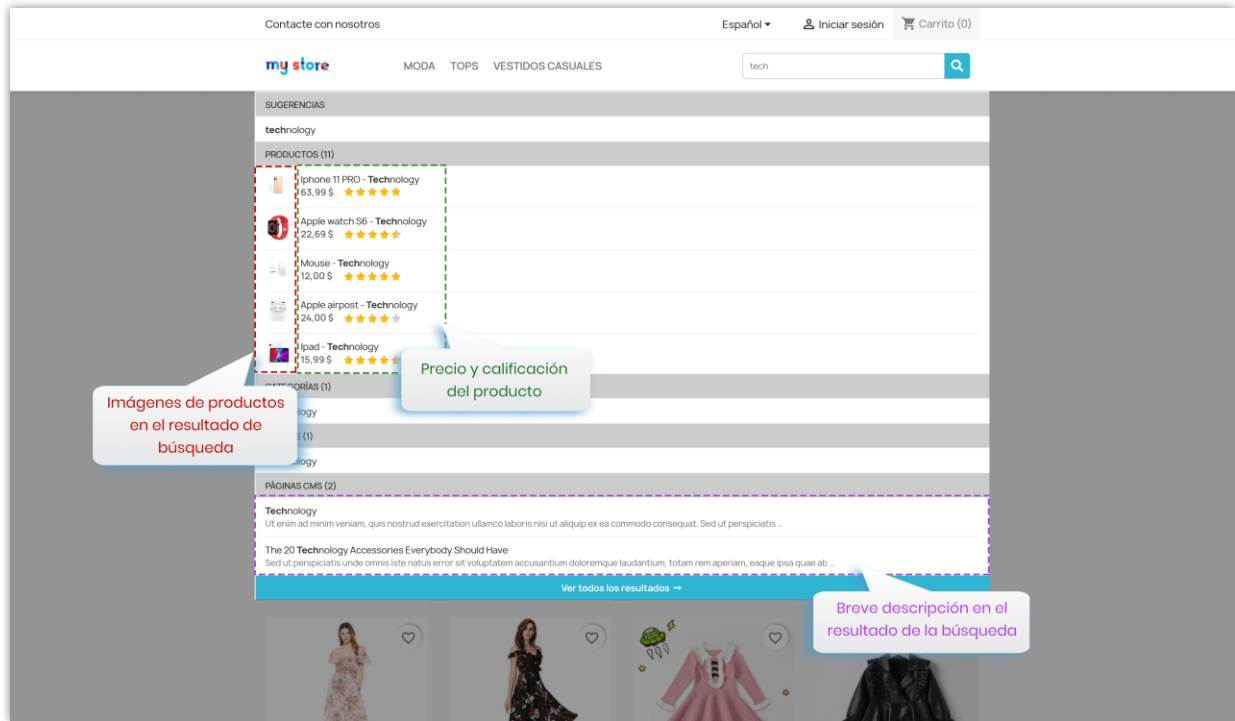 Contacte con nosotros
Español
Iniciar sesión
Carrito (0)
my store
MODA TOPS VESTIDOS CASUALES
tech
SUGERENCIAS
technology
PRODUCTOS (11)
Iphone 11 PRO - Technology
63,99 $
Apple watch S6 - Technology
22,69 $
Mouse - Technology
12,00 $
Apple airpost - Technology
24,00 $
Ipad - Technology
15,99 $
Precio y calificación
del producto
Imágenes de productos
en el resultado de
búsqueda
(1)
PÁGINAS CMS (2)
Technology
Ut enim ad minim veniam, quis nostrud exercitation ullamco laboris nisi ut aliquip ex ea commodo consequat. Sed ut perspiciatis ...
The 20 Technology Accessories Everybody Should Have
Sed ut perspiciatis unde omnis iste natus error sit voluptatem accusantium doloremque laudantium, totam rem aperiam, eaque ipsa quae ab ...
Ver todos los resultados →
Breve descripción en el
resultado de la búsqueda